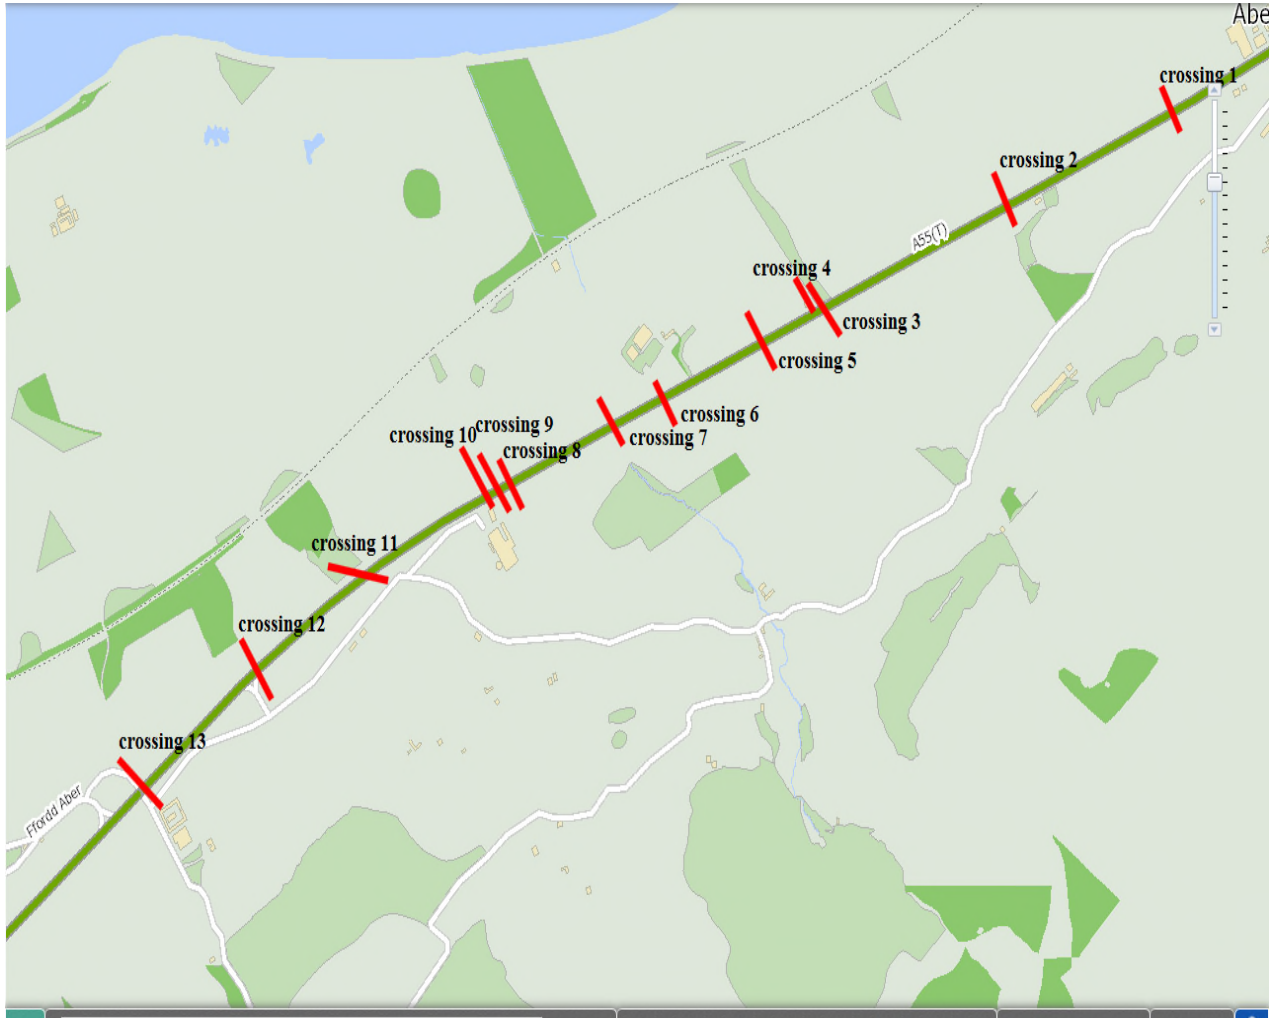 Abe
crossing 1
crossing 2
A55(T)
crossing 4
crossing 3
crossing 5
crossing 6
crossing 9
crossing 7
crossing 10
crossing 8
crossing 11
crossing 12
crossing 13
Ffordd Aber